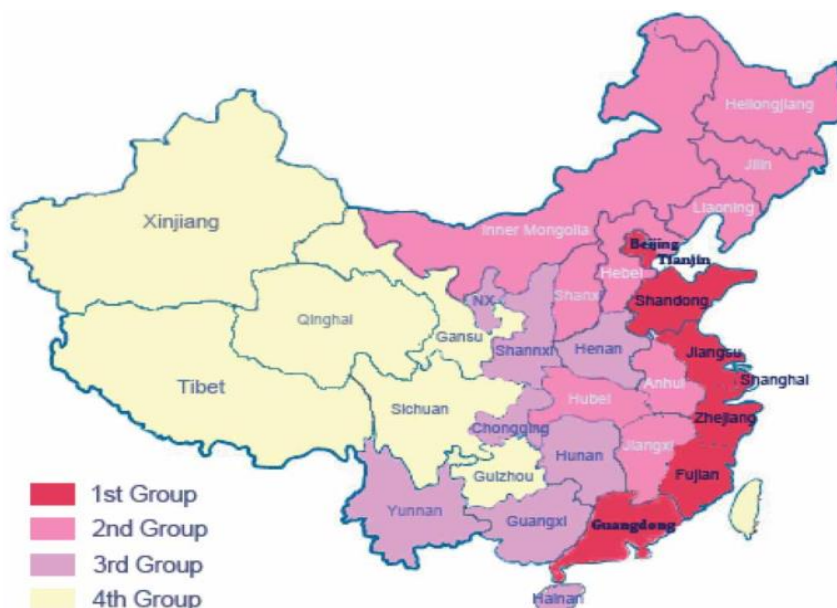 Heilongjiang
Jilin
Liaoning
Xinjiang
Inner Mongolia
Beijing
Tianjin
Hebei
NX
Shanxi
Shandong
Qinghai
Gansu
Shannxi
Henan
Jiangsu
Tibet
Sichuan
Shanghai
Anhui
Hubei
Chongqing
Zhejiang
Jiangxi
Hunan
Guizhou
Fujian
1st Group
Yunnan
Guangxi
Guangdong
2nd Group
3rd Group
Hainan
4th Group